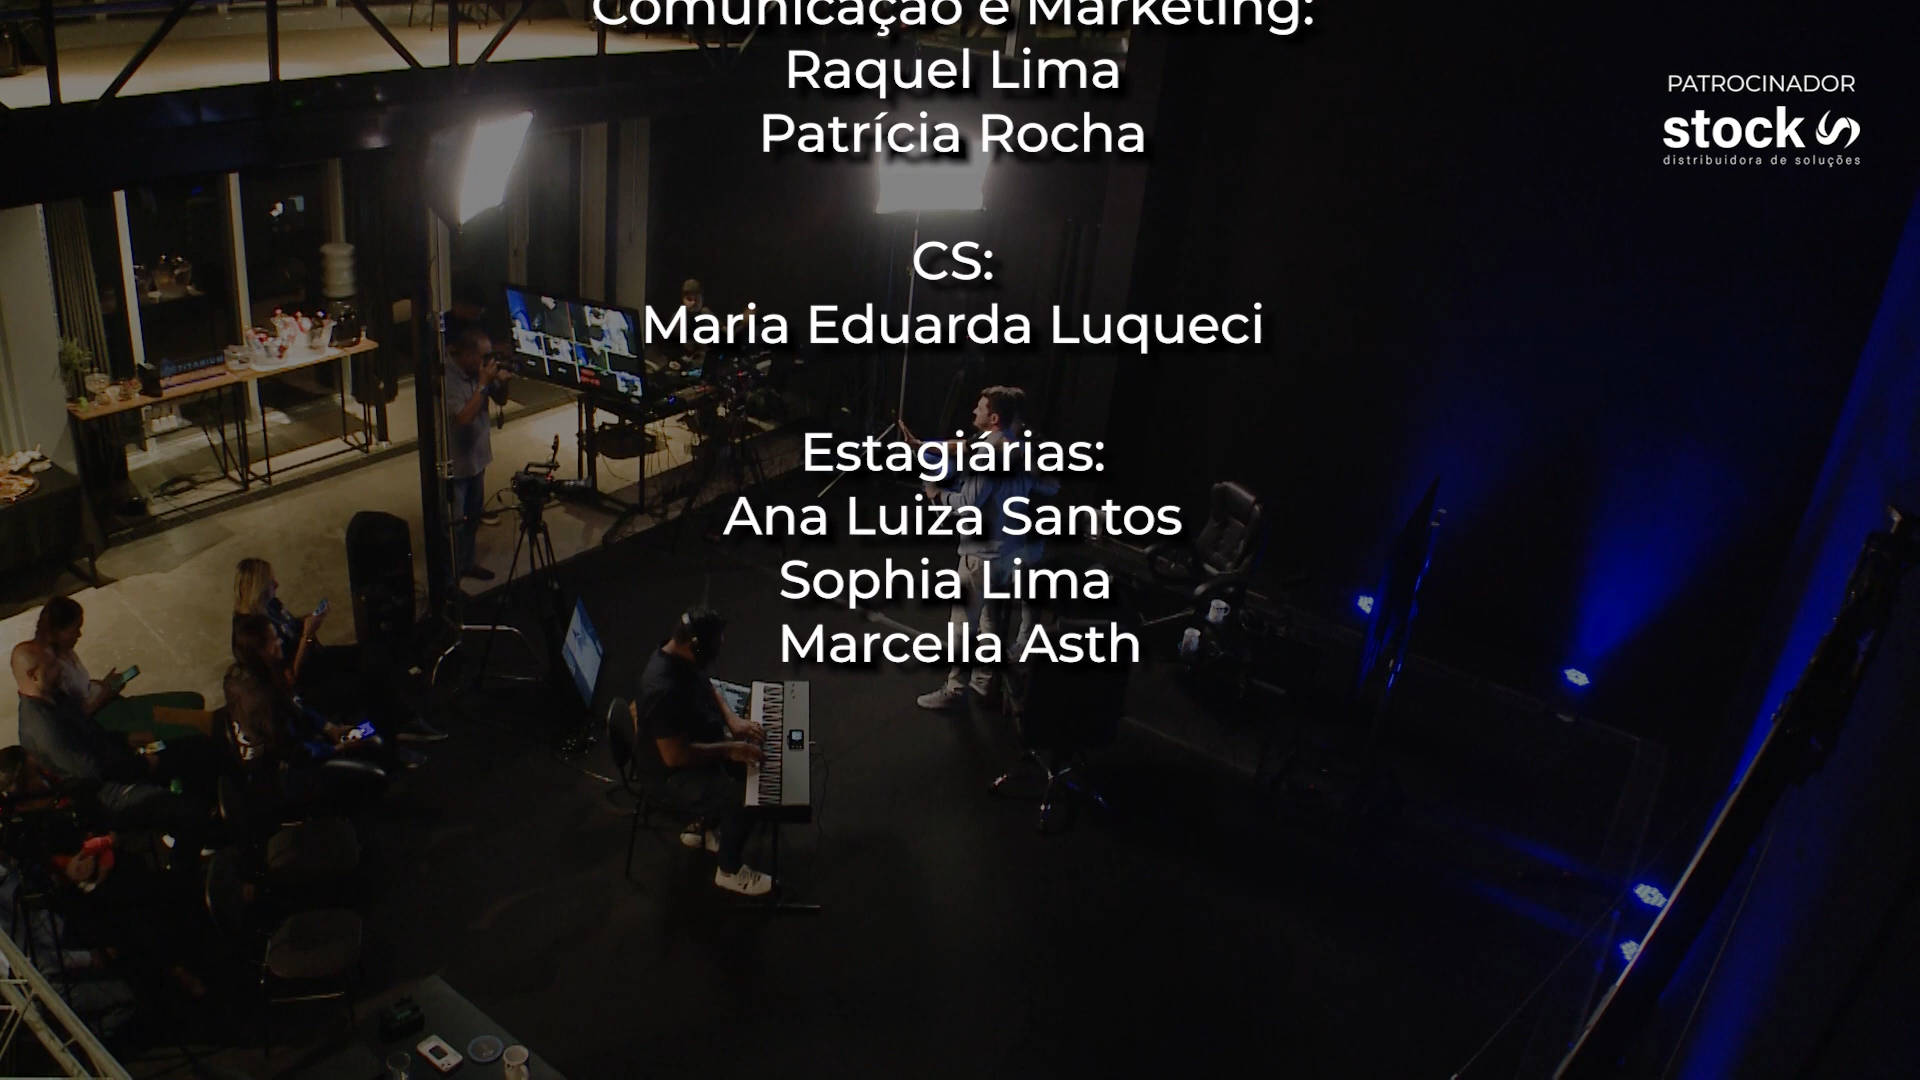 Comunicação e Marketing:
Raquel Lima
Patrícia Rocha
CS:
Maria Eduarda Luqueci
Estagiárias:
Ana Luiza Santos
Sophia Lima
Marcella Asth
PATROCINADOR
stock
distribuidora de soluções
TITANIUM